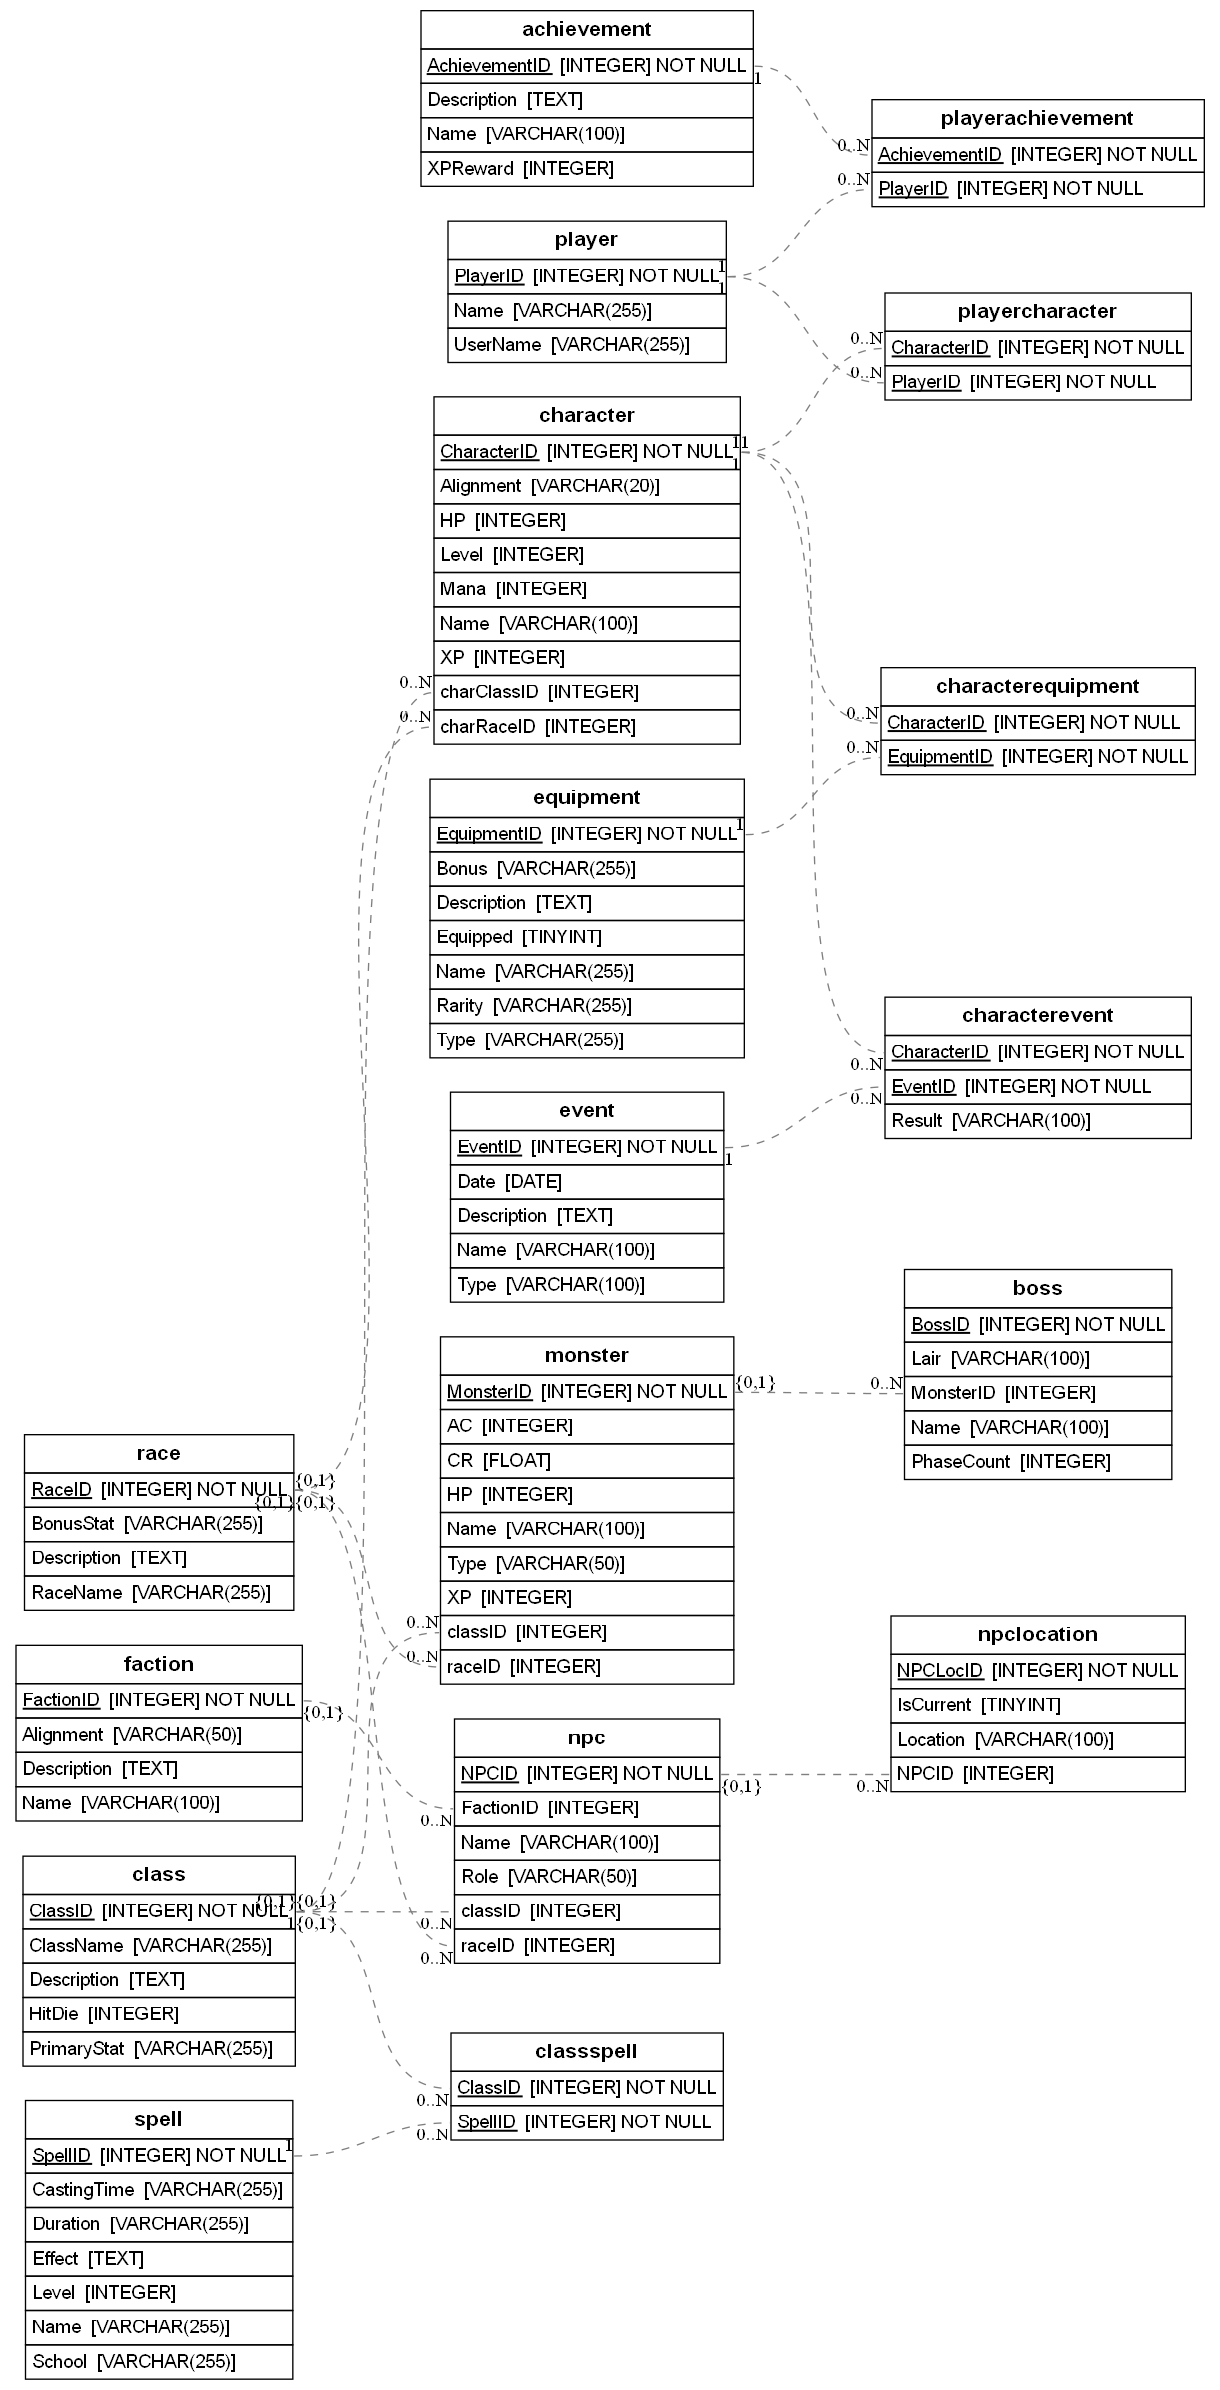 achievement
AchievementID [INTEGER] NOT NULL
Description [TEXT]
Name [VARCHAR(100)]
XPReward [INTEGER]
1
playerachievement
0..N
AchievementID [INTEGER] NOT NULL
0..N
PlayerID [INTEGER] NOT NULL
player
1
PlayerID [INTEGER] NOT NULL
1
Name [VARCHAR(255)]
UserName [VARCHAR(255)]
playercharacter
0..N
CharacterID [INTEGER] NOT NULL
0..N
PlayerID [INTEGER] NOT NULL
character
11
CharacterID [INTEGER] NOT NULL
1
Alignment [VARCHAR(20)]
HP [INTEGER]
Level [INTEGER]
Mana [INTEGER]
Name [VARCHAR(100)]
XP [INTEGER]
0..N
charClassID [INTEGER]
0..N
charRaceID [INTEGER]
characterequipment
0..N
CharacterID [INTEGER] NOT NULL
0..N
EquipmentID [INTEGER] NOT NULL
equipment
1
EquipmentID [INTEGER] NOT NULL
Bonus [VARCHAR(255)]
Description [TEXT]
Equipped [TINYINT]
Name [VARCHAR(255)]
Rarity [VARCHAR(255)]
Type [VARCHAR(255)]
characterevent
CharacterID [INTEGER] NOT NULL
0..N
EventID [INTEGER] NOT NULL
0..N
Result [VARCHAR(100)]
event
EventID [INTEGER] NOT NULL
1
Date [DATE]
Description [TEXT]
Name [VARCHAR(100)]
Type [VARCHAR(100)]
boss
BossID [INTEGER] NOT NULL
Lair [VARCHAR(100)]
0..N
MonsterID [INTEGER]
Name [VARCHAR(100)]
PhaseCount [INTEGER]
monster
{0,1}
MonsterID [INTEGER] NOT NULL
AC [INTEGER]
CR [FLOAT]
HP [INTEGER]
Name [VARCHAR(100)]
Type [VARCHAR(50)]
XP [INTEGER]
0..N
classID [INTEGER]
0..N
raceID [INTEGER]
race
{0,1}
RaceID [INTEGER] NOT NULL
{0,1}{0,1}
BonusStat [VARCHAR(255)]
Description [TEXT]
RaceName [VARCHAR(255)]
npclocation
NPCLocID [INTEGER] NOT NULL
IsCurrent [TINYINT]
Location [VARCHAR(100)]
NPCID [INTEGER]
0..N
faction
FactionID [INTEGER] NOT NULL
{0,1}
Alignment [VARCHAR(50)]
Description [TEXT]
Name [VARCHAR(100)]
npc
NPCID [INTEGER] NOT NULL
{0,1}
FactionID [INTEGER]
0..N
Name [VARCHAR(100)]
Role [VARCHAR(50)]
classID [INTEGER]
0..N
raceID [INTEGER]
0..N
class
{0,1}{0,1}
ClassID [INTEGER] NOT NULL
1{0,1}
ClassName [VARCHAR(255)]
Description [TEXT]
HitDie [INTEGER]
PrimaryStat [VARCHAR(255)]
classspell
ClassID [INTEGER] NOT NULL
0..N
SpellID [INTEGER] NOT NULL
0..N
spell
1
SpellID [INTEGER] NOT NULL
CastingTime [VARCHAR(255)]
Duration [VARCHAR(255)]
Effect [TEXT]
Level [INTEGER]
Name [VARCHAR(255)]
School [VARCHAR(255)]